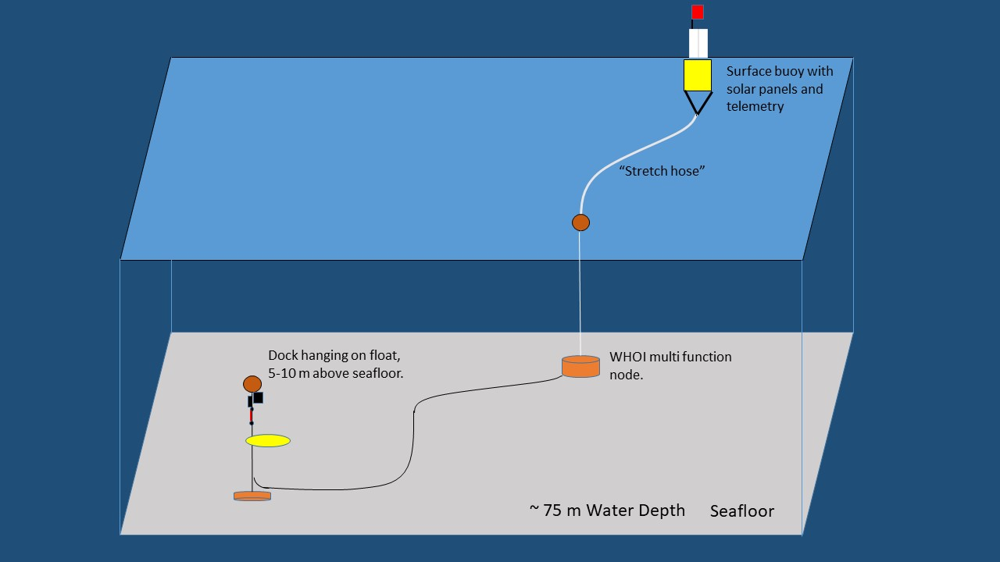 Surface buoy with
solar panels and
telemetry
“Stretch hose”
Dock hanging on float,
5-10 m above seafloor.
WHOI multi function
node.
~ 75 m Water Depth
Seafloor